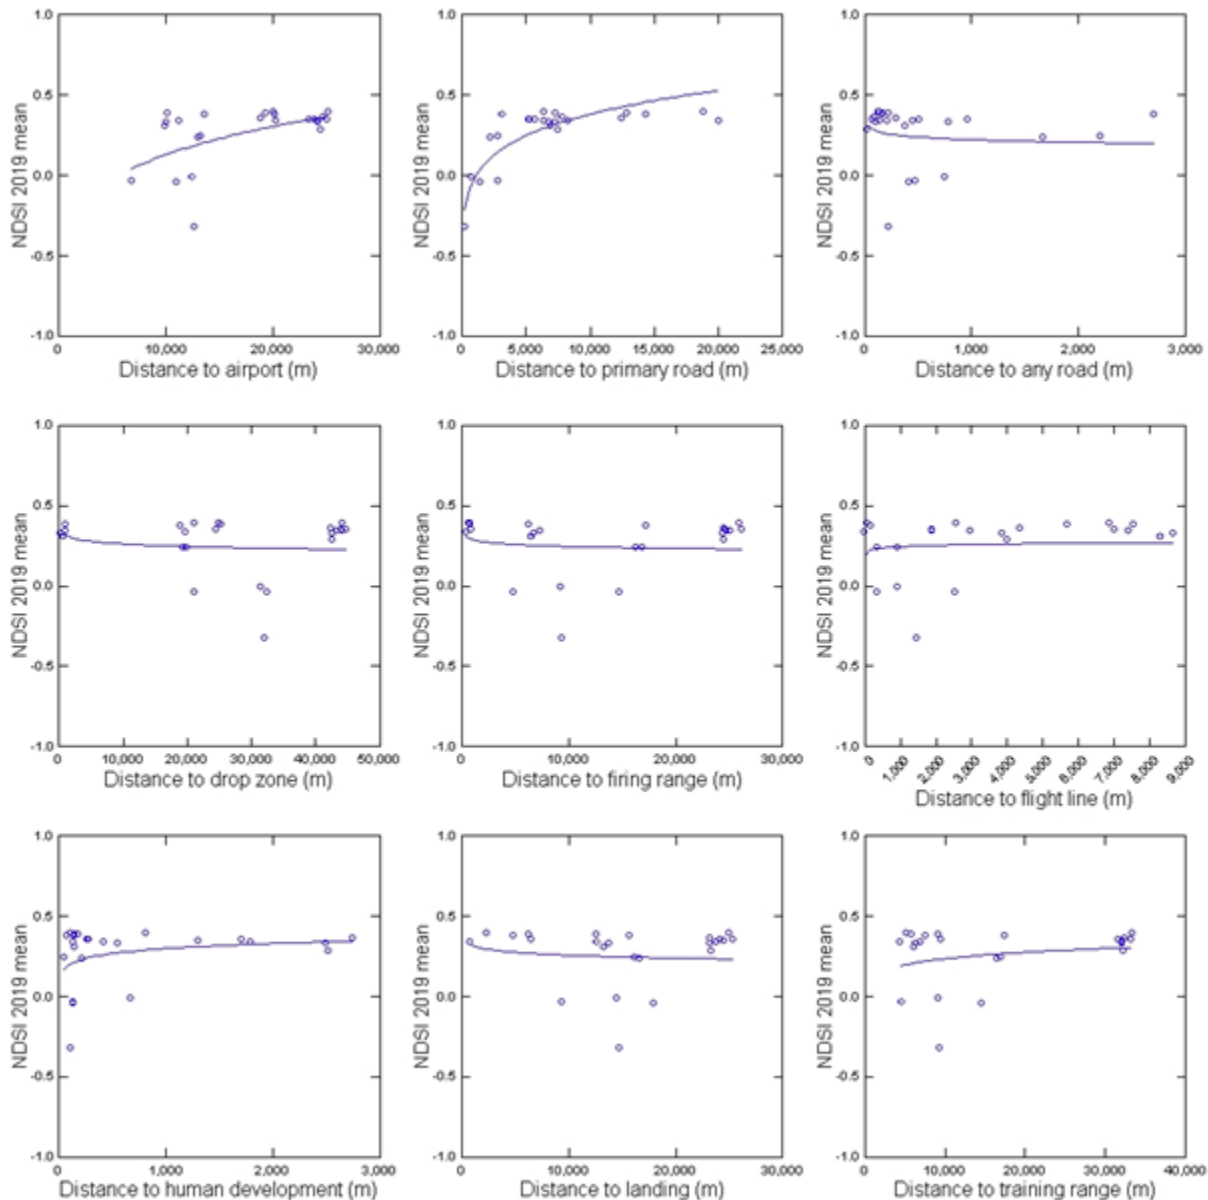 1.0 1.0 1.0
0.5 0.5 0.5
0.0 0.0 0.0
-0.5 -0.5 -0.5
-1.0 -1.0 -1.0
NDSI 2019 mean NDSI 2019 mean NDSI 2019 mean
0 10,000 20,000 30,000 0 5,000 10,000 15,000 20,000 25,000 0 1,000 2,000 3,000
Distance to airport (m) Distance to primary road (m) Distance to any road (m)
1.0 1.0 1.0
0.5 0.5 0.5
0.0 0.0 0.0
-0.5 -0.5 -0.5
-1.0 -1.0 -1.0
NDSI 2019 mean NDSI 2019 mean NDSI 2019 mean
0 10,000 20,000 30,000 40,000 50,000 0 10,000 20,000 30,000 0 1,000 2,000 3,000 4,000 5,000 6,000 7,000 8,000 9,000
Distance to drop zone (m) Distance to firing range (m) Distance to flight line (m)
1.0 1.0 1.0
0.5 0.5 0.5
0.0 0.0 0.0
-0.5 -0.5 -0.5
-1.0 -1.0 -1.0
NDSI 2019 mean NDSI 2019 mean NDSI 2019 mean
0 1,000 2,000 3,000 0 10,000 20,000 30,000 0 10,000 20,000 30,000 40,000
Distance to human development (m) Distance to landing (m) Distance to training range (m)